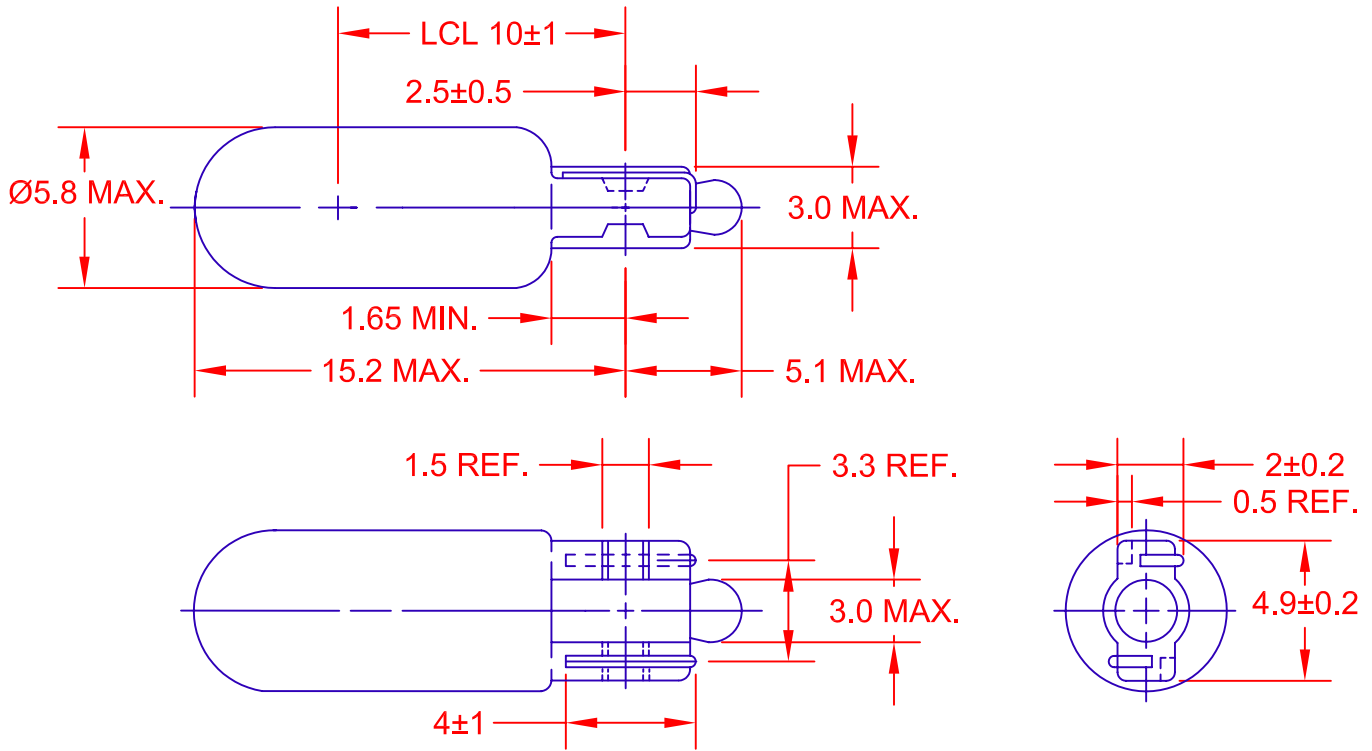 LCL 10±1
2.5±0.5
Ø5.8 MAX.
3.0 MAX.
1.65 MIN.
15.2 MAX.
5.1 MAX.
1.5 REF.
3.3 REF.
2±0.2
0.5 REF.
3.0 MAX.
4.9±0.2
4±1